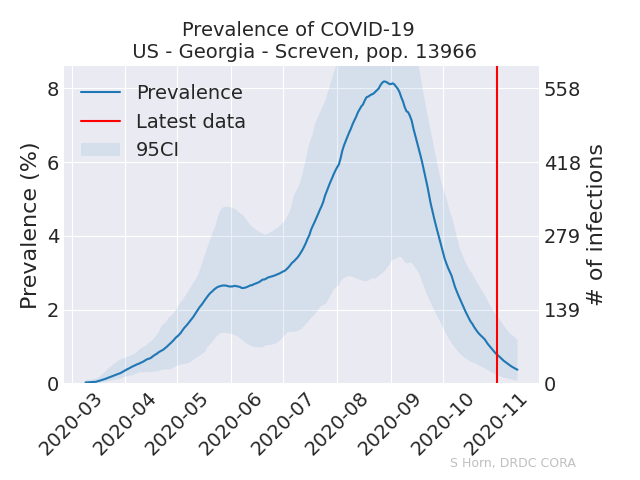 Prevalence of COVID-19
US - Georgia - Screven, pop. 13966
Prevalence
Latest data
95CI
Prevalence (%)
8
6
4
2
0
558
418
279
139
0
# of infections
2020-03
2020-04
2020-05
2020-06
2020-07
2020-08
2020-09
2020-10
2020-11
S Horn, DRDC CORA